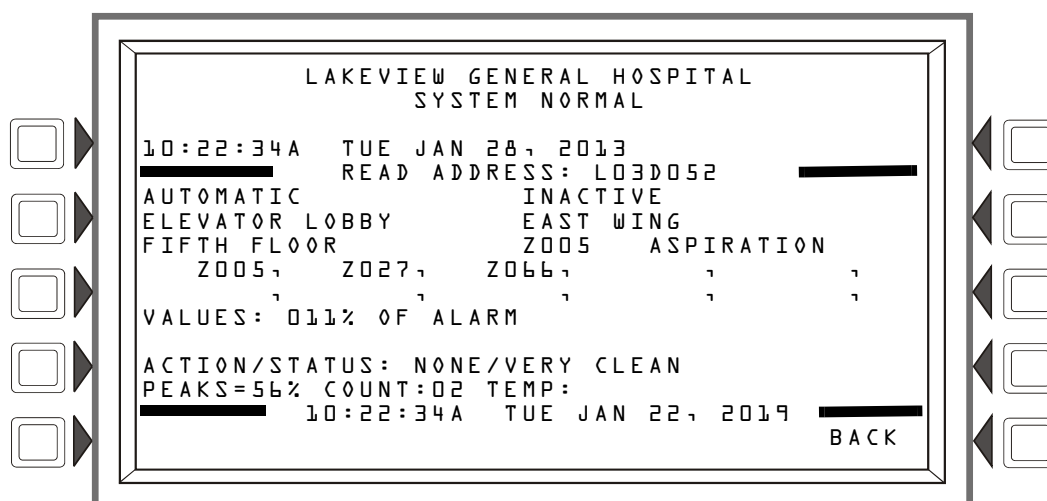 LAKEVIEW GENERAL HOSPITAL
SYSTEM NORMAL
10:22:34A TUE JAN 28, 2013
READ ADDRESS: L03D052
AUTOMATIC INACTIVE
ELEVATOR LOBBY EAST WING
FIFTH FLOOR Z005 ASPIRATION
Z005, Z027, Z066, , ,
, , , , ,
VALUES: 011% OF ALARM
ACTION/STATUS: NONE/VERY CLEAN
PEAKS=56% COUNT:02 TEMP:
10:22:34A TUE JAN 22, 2019
BACK